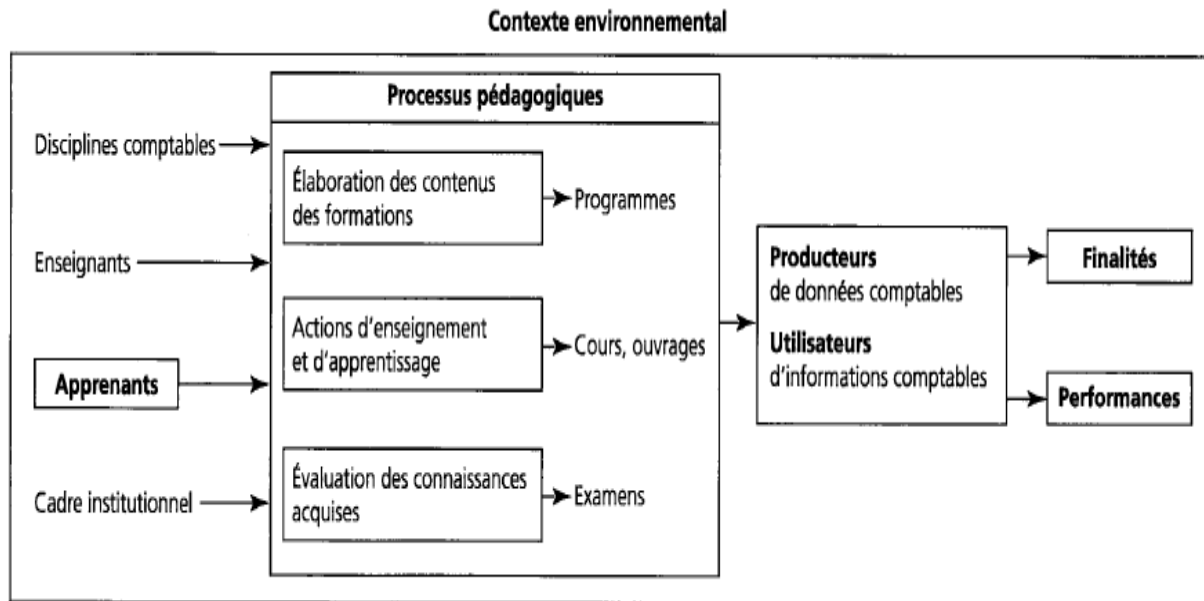 Contexte environnemental
Processus pédagogiques
Disciplines comptables
Enseignants
Apprenants
Cadre institutionnel
Élaboration des contenus
des formations
Programmes
Actions d'enseignement
et d'apprentissage
Cours, ouvrages
Évaluation des connaissances
acquises
Examens
Producteurs
de données comptables
Utilisateurs
d'informations comptables
Finalités
Performances